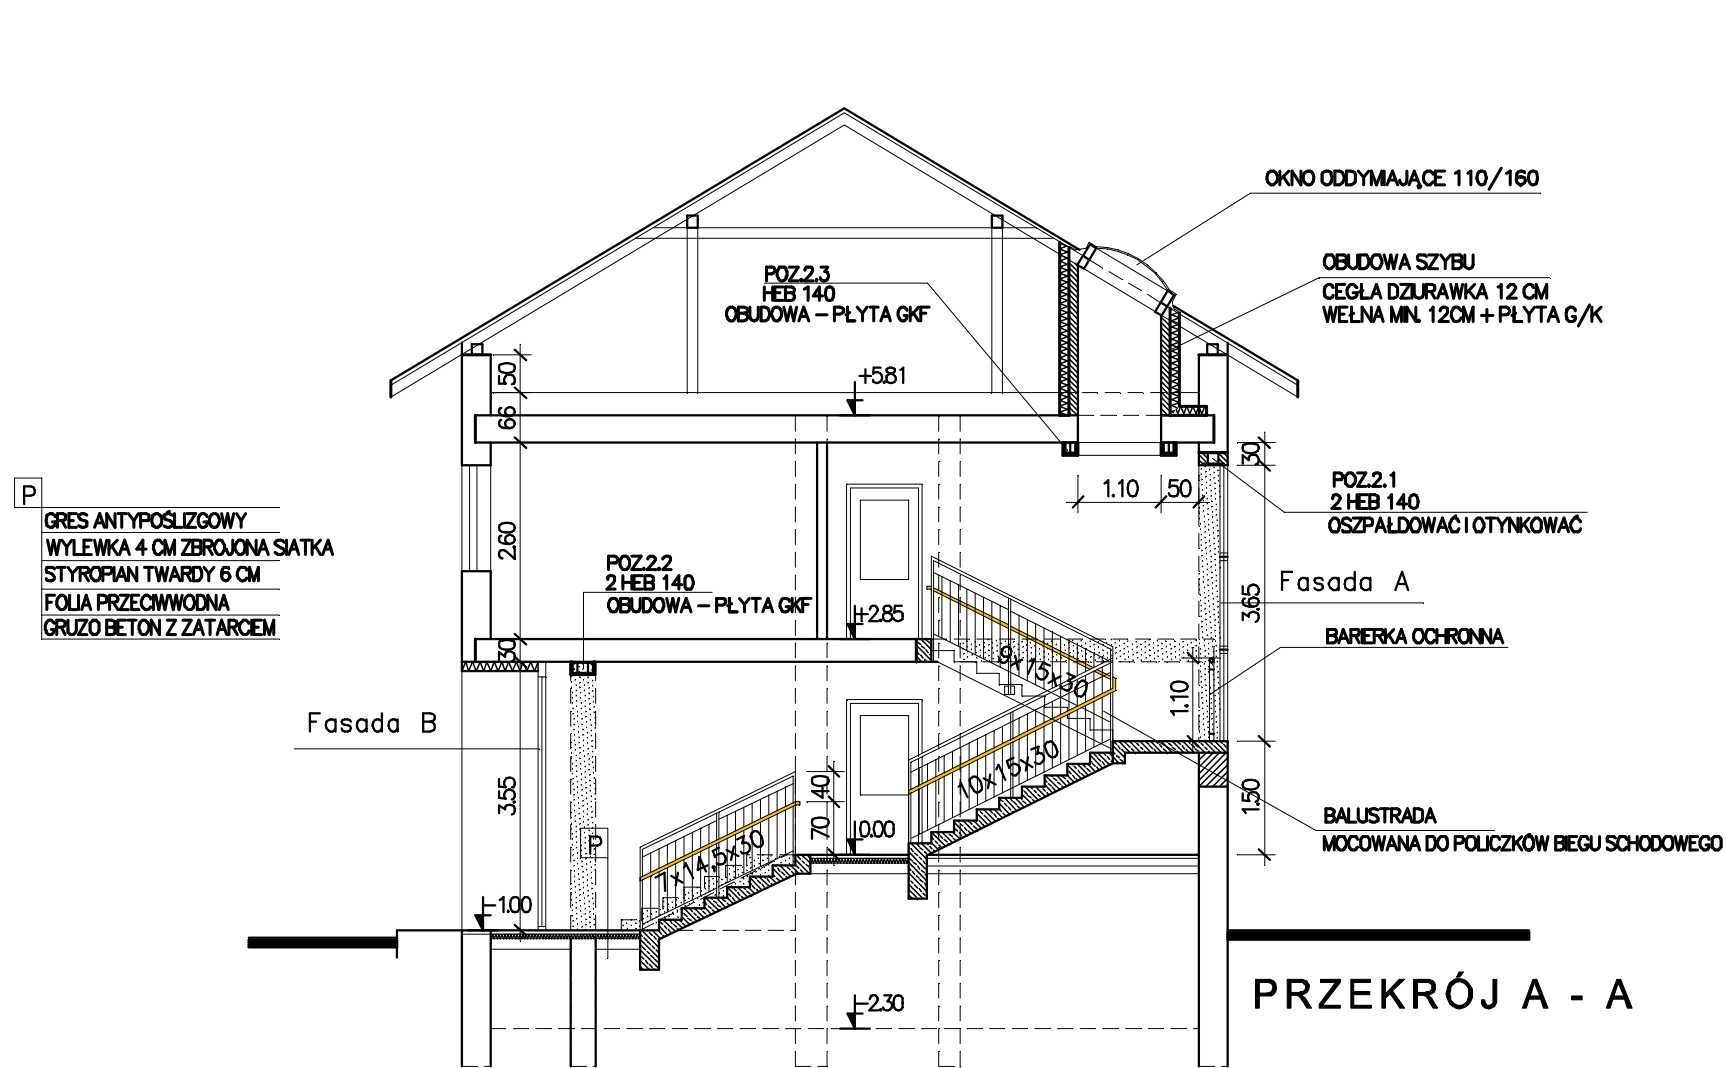 OKNO ODDYMIAJĄCE 110/160
OBUDOWA SZYBU
CEGŁA DZIURAWKA 12 CM
WEŁNA MIN. 12CM + PŁYTA G/K
POZ.2.3
HEB 140
OBUDOWA – PŁYTA GKF
+5.81
50
66
30
1.10
50
POZ.2.1
2 HEB 140
OSZPAŁDOWAĆ I OTYNKOWAĆ
P
GRES ANTYPOŚLIZGOWY
WYLEWKA 4 CM ZBROJONA SIATKA
STYROPIAN TWARDY 6 CM
FOLIA PRZECIWWODNA
GRUZO BETON Z ZATARCIEM
2.60
POZ.2.2
2 HEB 140
OBUDOWA – PŁYTA GKF
+2.85
3.65
Fasada A
BARIERKA OCHRONNA
30
9x15x30
1.10
Fasada B
10x15x30
3.55
40
70
0.00
1.50
BALUSTRADA
MOCOWANA DO POLICZKÓW BIEGU SCHODOWEGO
P
7x14,5x30
-1.00
-2.30
PRZEKRÓJ A - A